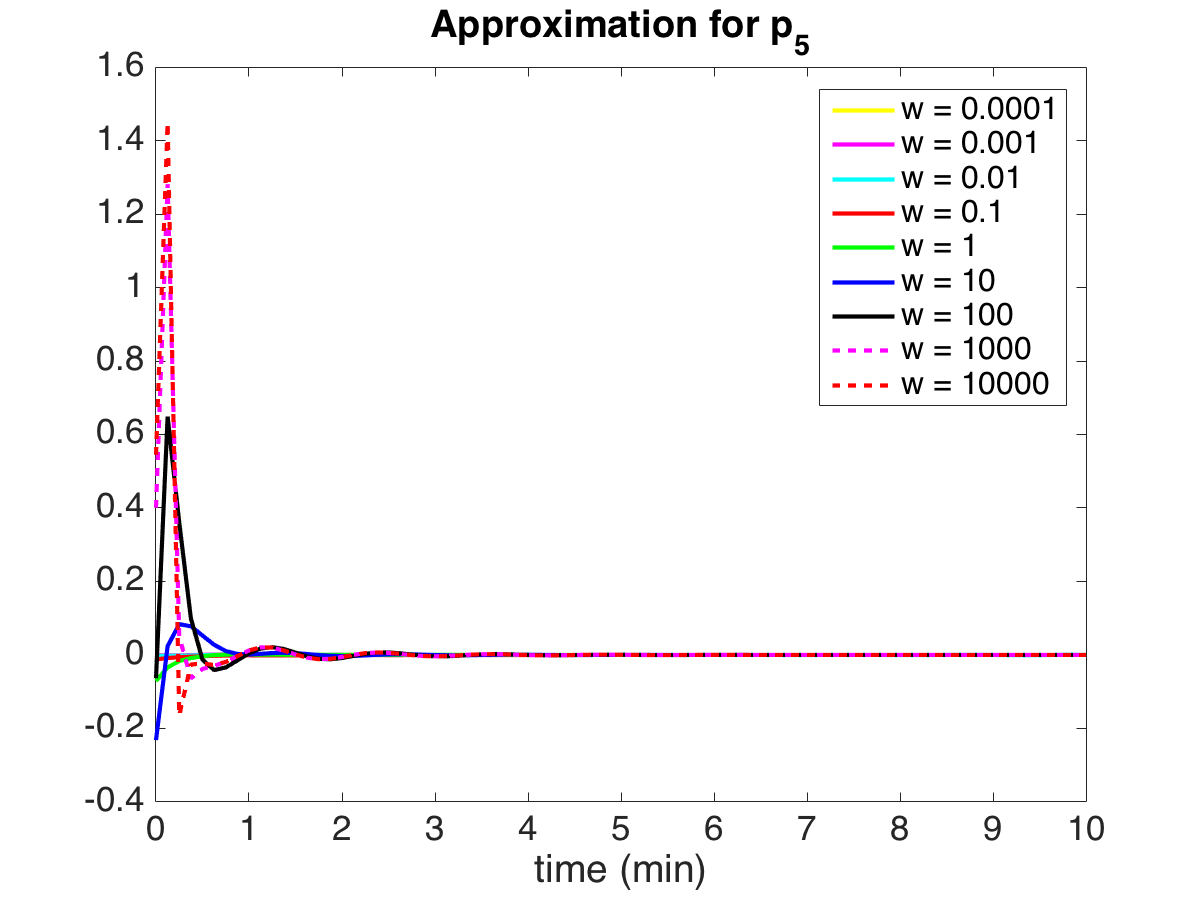 Approximation for p5
1.6
1.4
1.2
1
0.8
0.6
0.4
0.2
0
-0.2
-0.4
w = 0.0001
w = 0.001
w = 0.01
w = 0.1
w = 1
w = 10
w = 100
w = 1000
w = 10000
0 1 2 3 4 5 6 7 8 9 10
time (min)